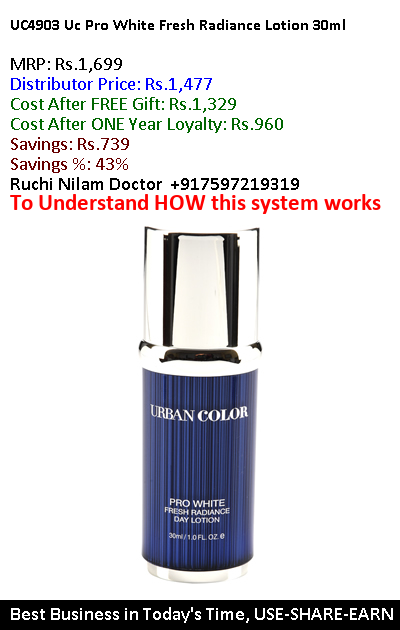 UC4903 Uc Pro White Fresh Radiance Lotion 30ml
MRP: Rs.1,699
Distributor Price: Rs.1,477
Cost After FREE Gift: Rs.1,329
Cost After ONE Year Loyalty: Rs.960
Savings: Rs.739
Savings %: 43%
Ruchi Nilam Doctor +917597219319
To Understand HOW this system works
URBAN COLOR
PRO WHITE
FRESH RADIANCE
DAY LOTION
30ml / 1.0 FL. OZ. e
Best Business in Today's Time, USE-SHARE-EARN